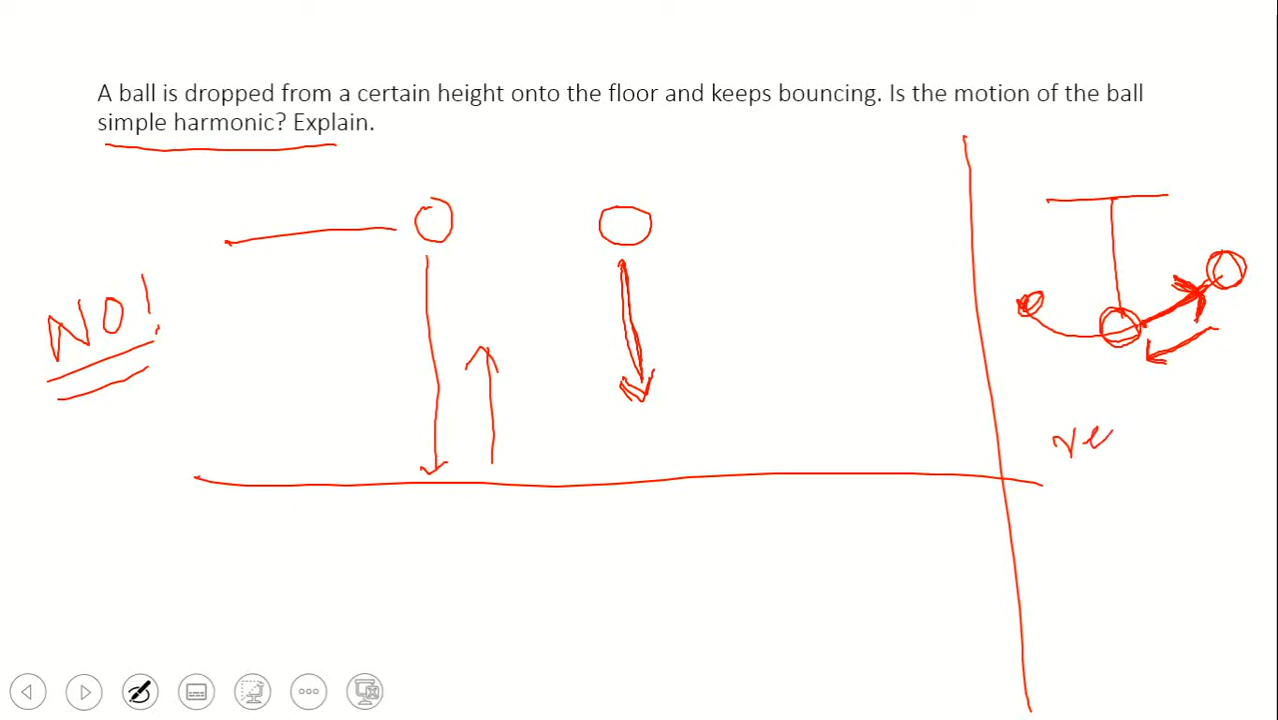 A ball is dropped from a certain height onto the floor and keeps bouncing. Is the motion of the ball
simple harmonic? Explain.
NO!